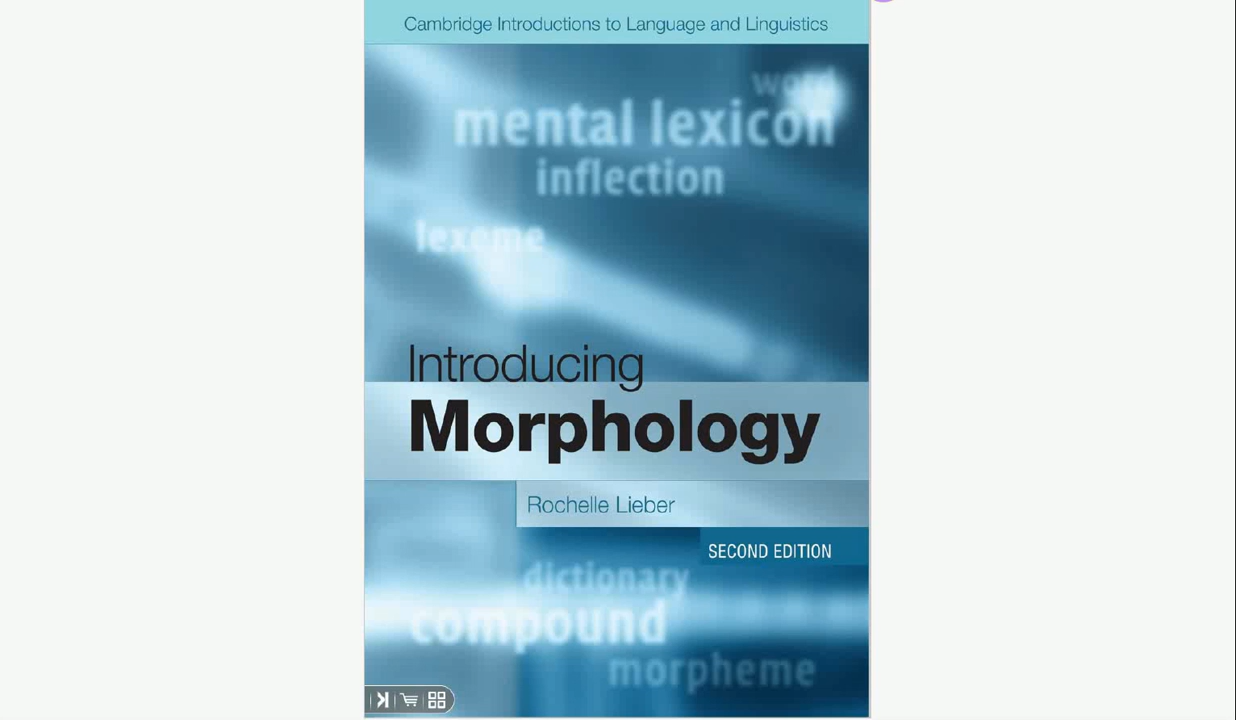 Cambridge Introductions to Language and Linguistics
word
mental lexicon
inflection
lexeme
Introducing
Morphology
Rochelle Lieber
SECOND EDITION
dictionary
compound
morpheme